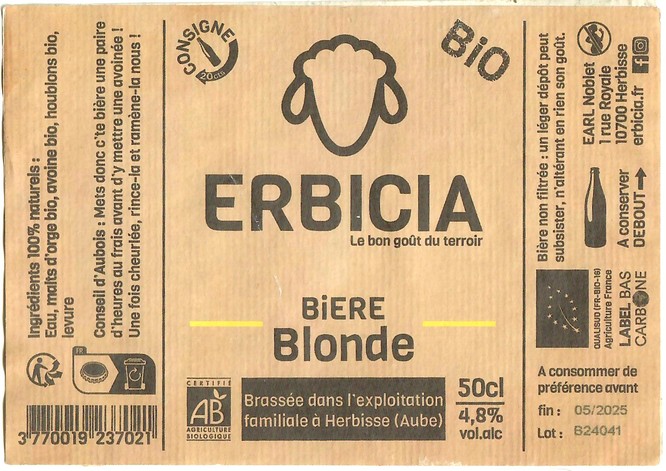 Ingrédients 100% naturels :
Eau, malts d'orge bio, avoine bio, houblons bio,
levure
Conseil d'Aubois : Mets donc c'te bière une paire
d'heures au frais avant d'y mettre une avoinée !
Une fois cheurlée, rince-la et ramène-la nous !
FR
3 770019 237021
CONSIGNE
20cts
BiO
ERBICIA
Le bon goût du terroir
BiERE
Blonde
CERTIFIÉ
AB
AGRICULTURE
BIOLOGIQUE
Brassée dans l'exploitation
familiale à Herbisse (Aube)
50cl
4,8%
vol.alc
Bière non filtrée : un léger dépôt peut
subsister, n'altérant en rien son goût.
EARL Noblet
1 rue Royale
10700 Herbisse
erbicia.fr
A conserver
DEBOUT
QUALISUD (FR-BIO-16)
Agriculture France
LABEL BAS
CARBONE
A consommer de
préférence avant
fin : 05/2025
Lot : B24041